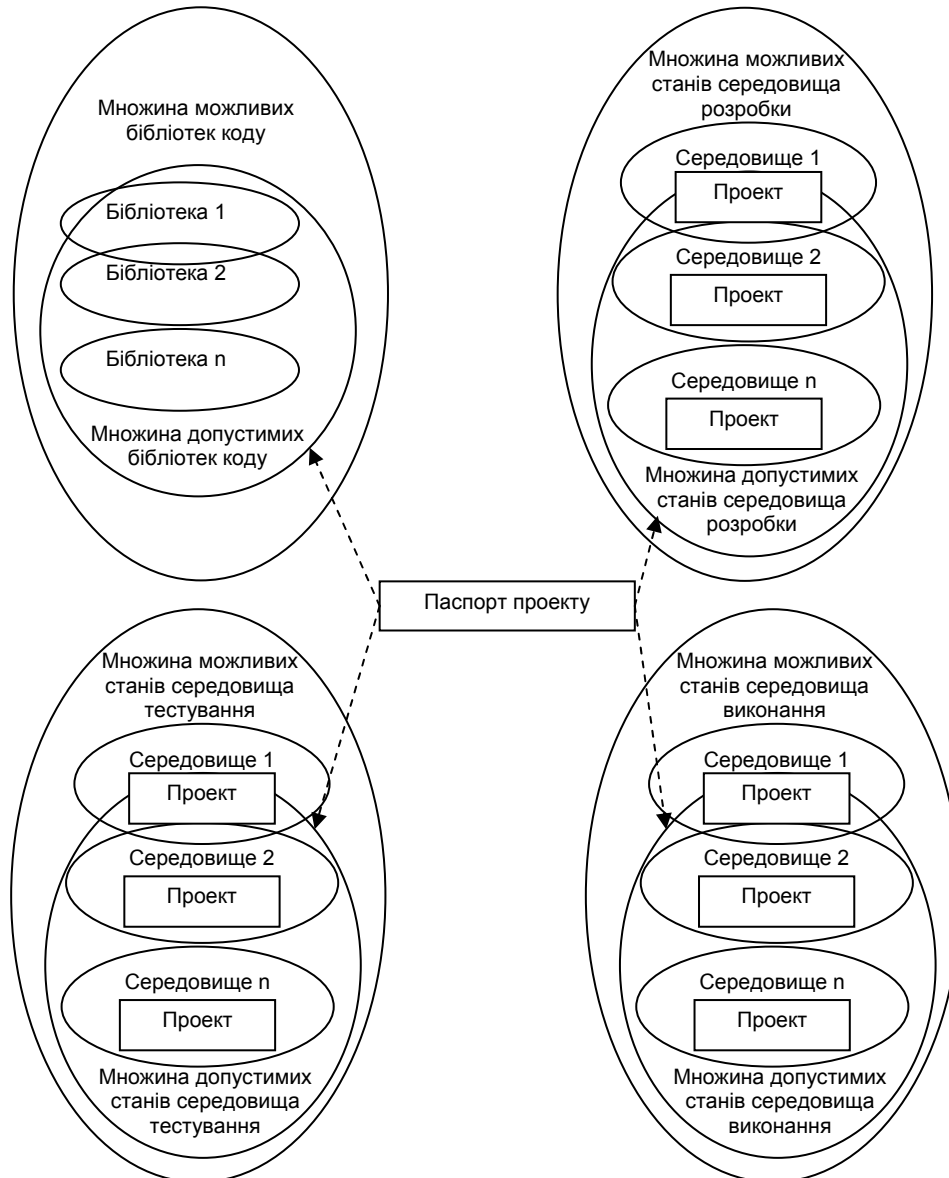 Множина можливих
бібліотек коду
Бібліотека 1
Бібліотека 2
Бібліотека n
Множина допустимих
бібліотек коду
Множина можливих
станів середовища
розробки
Середовище 1
Проект
Середовище 2
Проект
Середовище n
Проект
Множина допустимих
станів середовища
розробки
Паспорт проекту
Множина можливих
станів середовища
тестування
Середовище 1
Проект
Середовище 2
Проект
Середовище n
Проект
Множина допустимих
станів середовища
тестування
Множина можливих
станів середовища
виконання
Середовище 1
Проект
Середовище 2
Проект
Середовище n
Проект
Множина допустимих
станів середовища
виконання